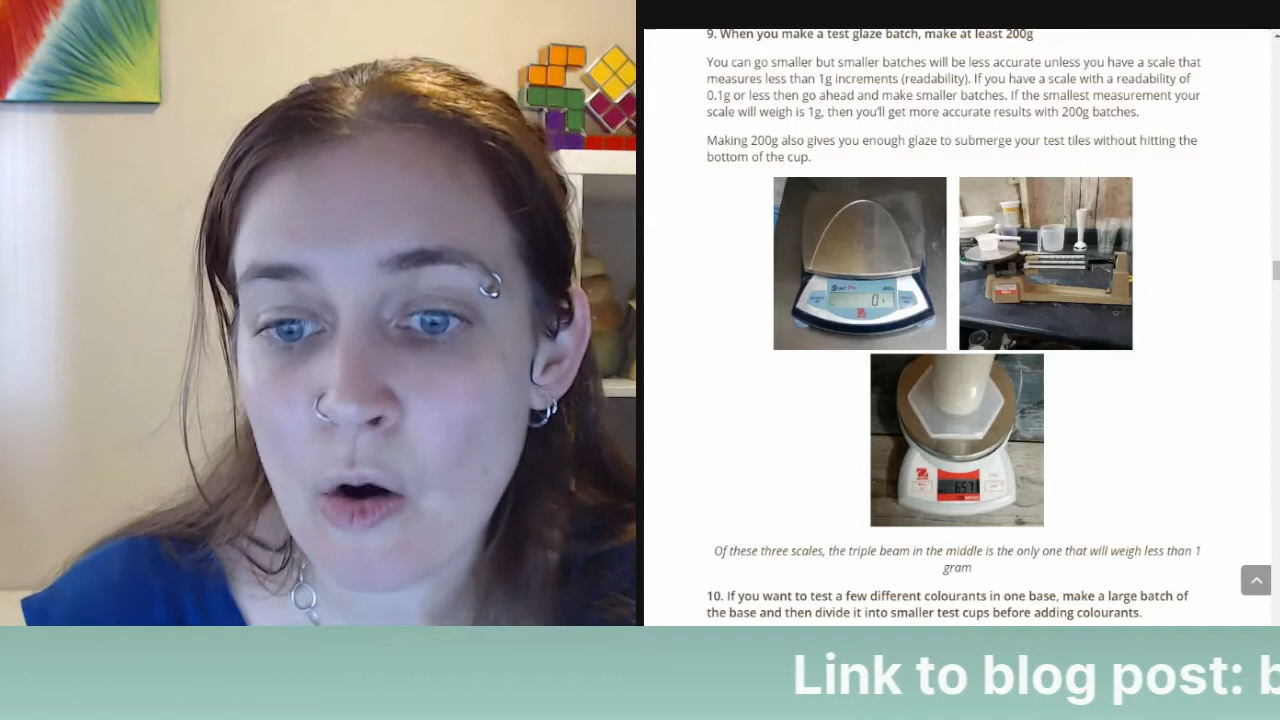 9. When you make a test glaze batch, make at least 200g
You can go smaller but smaller batches will be less accurate unless you have a scale that
measures less than 1g increments (readability). If you have a scale with a readability of
0.1g or less then go ahead and make smaller batches. If the smallest measurement your
scale will weigh is 1g, then you'll get more accurate results with 200g batches.
Making 200g also gives you enough glaze to submerge your test tiles without hitting the
bottom of the cup.
Of these three scales, the triple beam in the middle is the only one that will weigh less than 1
gram
10. If you want to test a few different colourants in one base, make a large batch of
the base and then divide it into smaller test cups before adding colourants.
Link to blog post: b